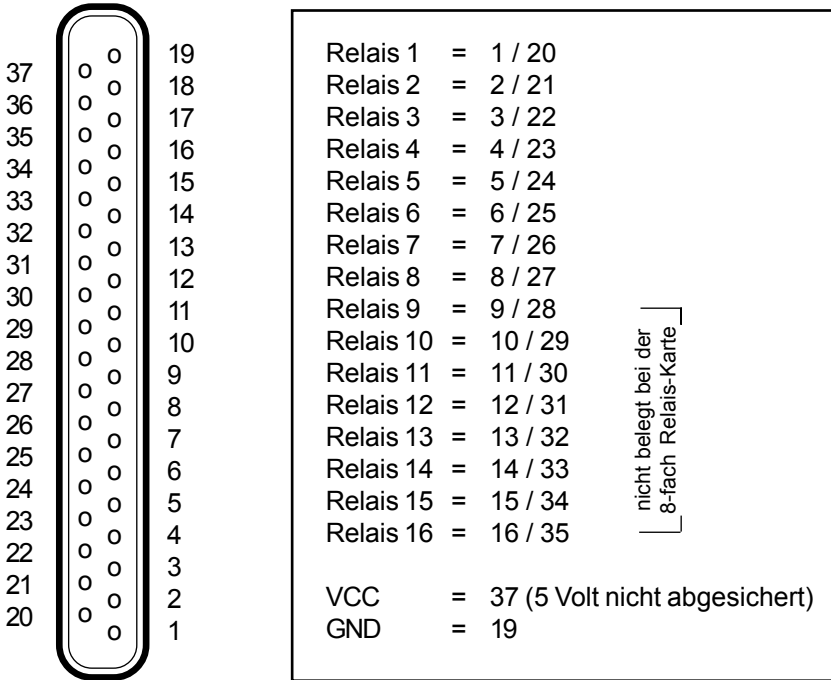 19
37
18
36
17
35
16
34
15
33
14
32
13
31
12
30
11
29
10
28
9
27
8
26
7
25
6
24
5
23
4
22
3
21
2
20
1
Relais 1 = 1 / 20
Relais 2 = 2 / 21
Relais 3 = 3 / 22
Relais 4 = 4 / 23
Relais 5 = 5 / 24
Relais 6 = 6 / 25
Relais 7 = 7 / 26
Relais 8 = 8 / 27
Relais 9 = 9 / 28
Relais 10 = 10 / 29
Relais 11 = 11 / 30
Relais 12 = 12 / 31
Relais 13 = 13 / 32
Relais 14 = 14 / 33
Relais 15 = 15 / 34
Relais 16 = 16 / 35
nicht belegt bei der
8-fach Relais-Karte
VCC = 37 (5 Volt nicht abgesichert)
GND = 19